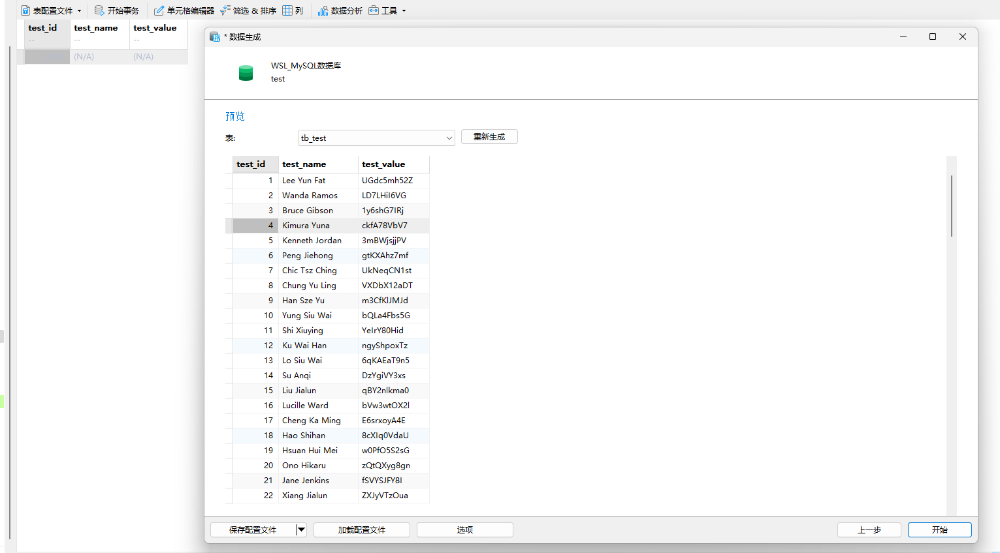 表配置文件 开始事务 单元格编辑器 筛选 & 排序 列 数据分析 工具
test_id test_name test_value
-- -- --
(N/A) (N/A)
* 数据生成
WSL_MySQL数据库
test
预览
表: tb_test 重新生成
test_id test_name test_value
1 Lee Yun Fat UGdc5mh52Z
2 Wanda Ramos LD7LHiI6VG
3 Bruce Gibson 1y6shG7IRj
4 Kimura Yuna ckfA78VbV7
5 Kenneth Jordan 3mBWjsjjPV
6 Peng Jiehong gtKXAhz7mf
7 Chic Tsz Ching UkNeqCN1st
8 Chung Yu Ling VXDbX12aDT
9 Han Sze Yu m3CfKlJMJd
10 Yung Siu Wai bQLa4Fbs5G
11 Shi Xiuying YeIrY80Hid
12 Ku Wai Han ngyShpoxTz
13 Lo Siu Wai 6qKAEaT9n5
14 Su Anqi DzYgiVY3xs
15 Liu Jialun qBY2nlkma0
16 Lucille Ward bVw3wtOX2l
17 Cheng Ka Ming E6srxoyA4E
18 Hao Shihan 8cXIq0VdaU
19 Hsuan Hui Mei w0PfO5S2sG
20 Ono Hikaru zQtQXyg8gn
21 Jane Jenkins fSVYSJFY8I
22 Xiang Jialun ZXJyVTzOua
保存配置文件 加载配置文件 选项 上一步 开始